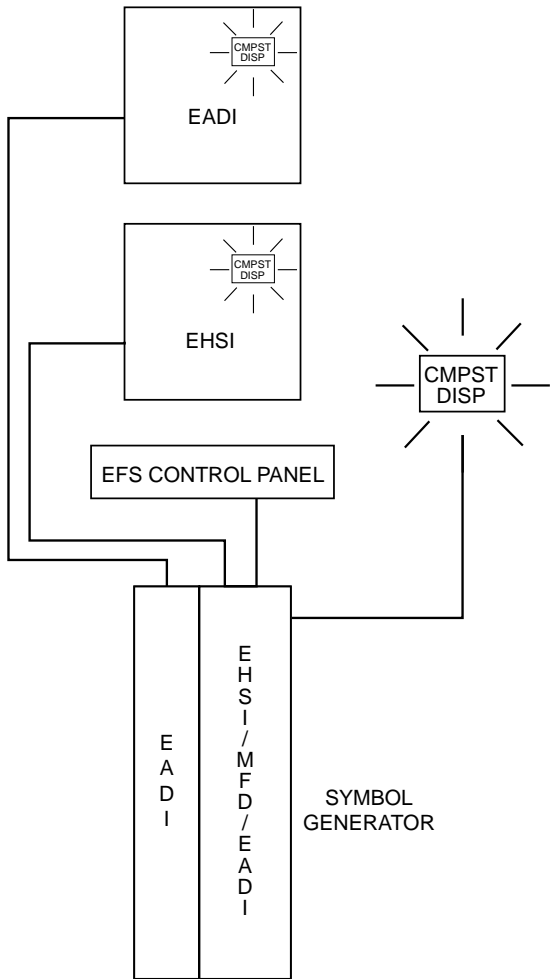 CMPST
DISP
EADI
CMPST
DISP
EHSI
CMPST
DISP
EFS CONTROL PANEL
E
A
D
I
E
H
S
I
/
M
F
D
/
E
A
D
I
SYMBOL
GENERATOR